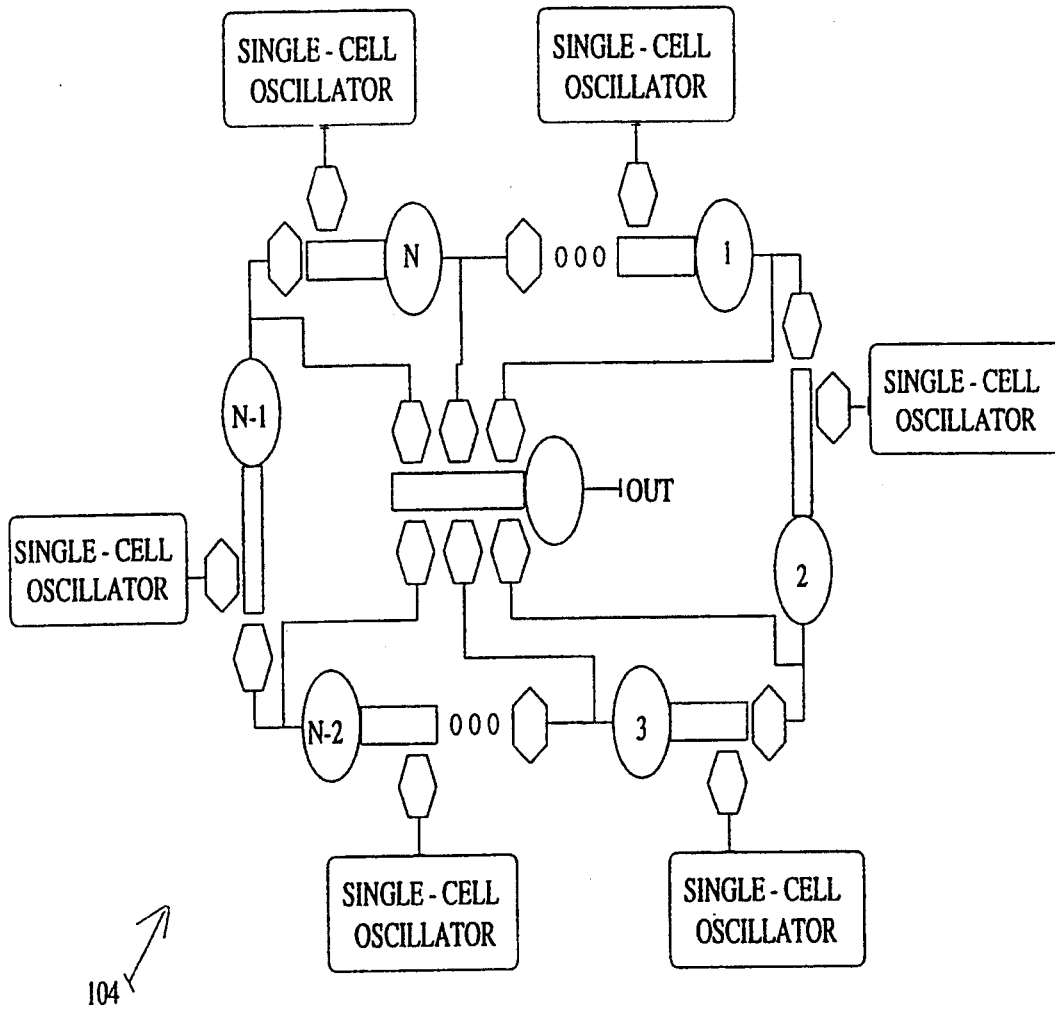 SINGLE - CELL
OSCILLATOR
SINGLE - CELL
OSCILLATOR
N
000
1
SINGLE - CELL
OSCILLATOR
N-1
OUT
SINGLE - CELL
OSCILLATOR
2
N-2
000
3
SINGLE - CELL
OSCILLATOR
SINGLE - CELL
OSCILLATOR
104